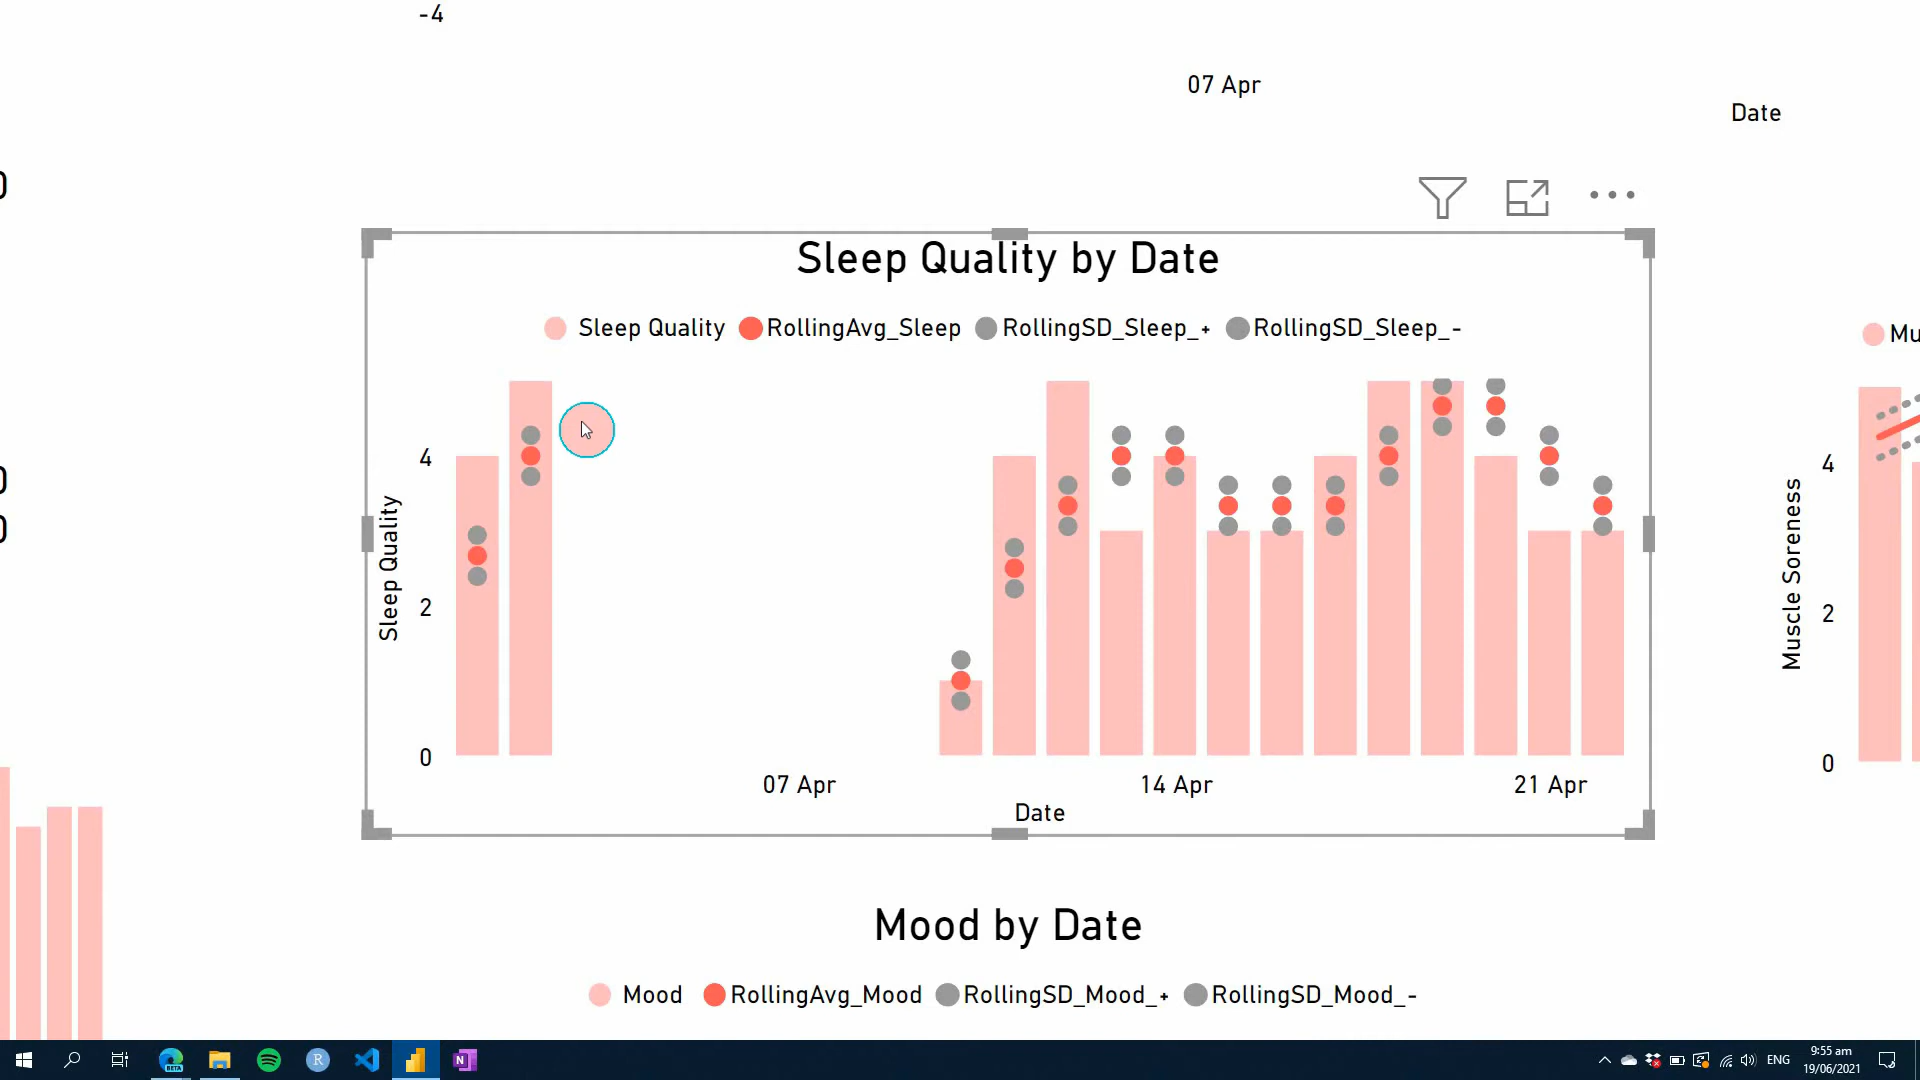 -4
07 Apr
Date
Sleep Quality by Date
Sleep Quality RollingAvg_Sleep RollingSD_Sleep_+ RollingSD_Sleep_-
Sleep Quality
4
2
0
07 Apr 14 Apr 21 Apr
Date
Mu
Muscle Soreness
4
2
0
Mood by Date
Mood RollingAvg_Mood RollingSD_Mood_+ RollingSD_Mood_-
BETA
R
N
ENG
9:55 am
19/06/2021